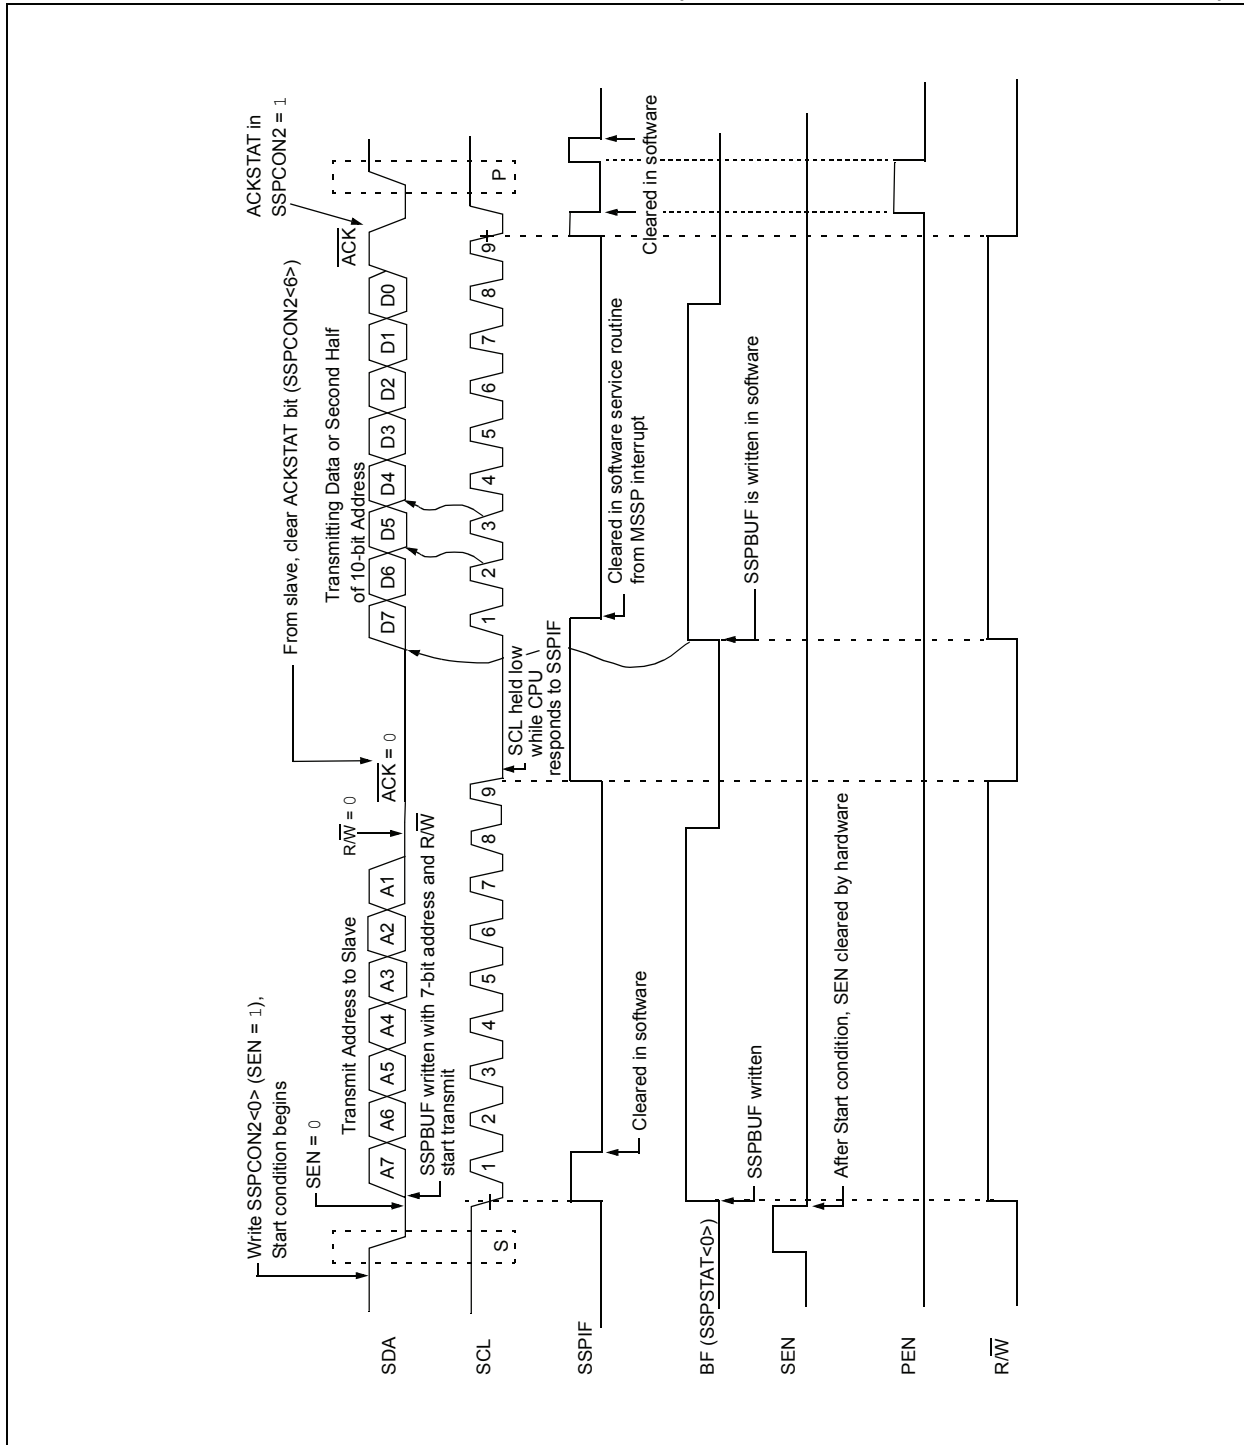 Write SSPCON2<0> (SEN = 1),
Start condition begins
From slave, clear ACKSTAT bit (SSPCON2<6>)
ACKSTAT in
SSPCON2 = 1
SEN = 0
Transmit Address to Slave
R/W = 0
ACK = 0
Transmitting Data or Second Half
of 10-bit Address
ACK
SDA
A7 A6 A5 A4 A3 A2 A1
D7 D6 D5 D4 D3 D2 D1 D0
SSPBUF written with 7-bit address and R/W
start transmit
SCL
S
1 2 3 4 5 6 7 8 9
1 2 3 4 5 6 7 8 9
P
SCL held low
while CPU
responds to SSPIF
SSPIF
Cleared in software
Cleared in software service routine
from MSSP interrupt
Cleared in software
Cleared in software
BF (SSPSTAT<0>)
SSPBUF written
SSPBUF is written in software
SEN
After Start condition, SEN cleared by hardware
PEN
R/W